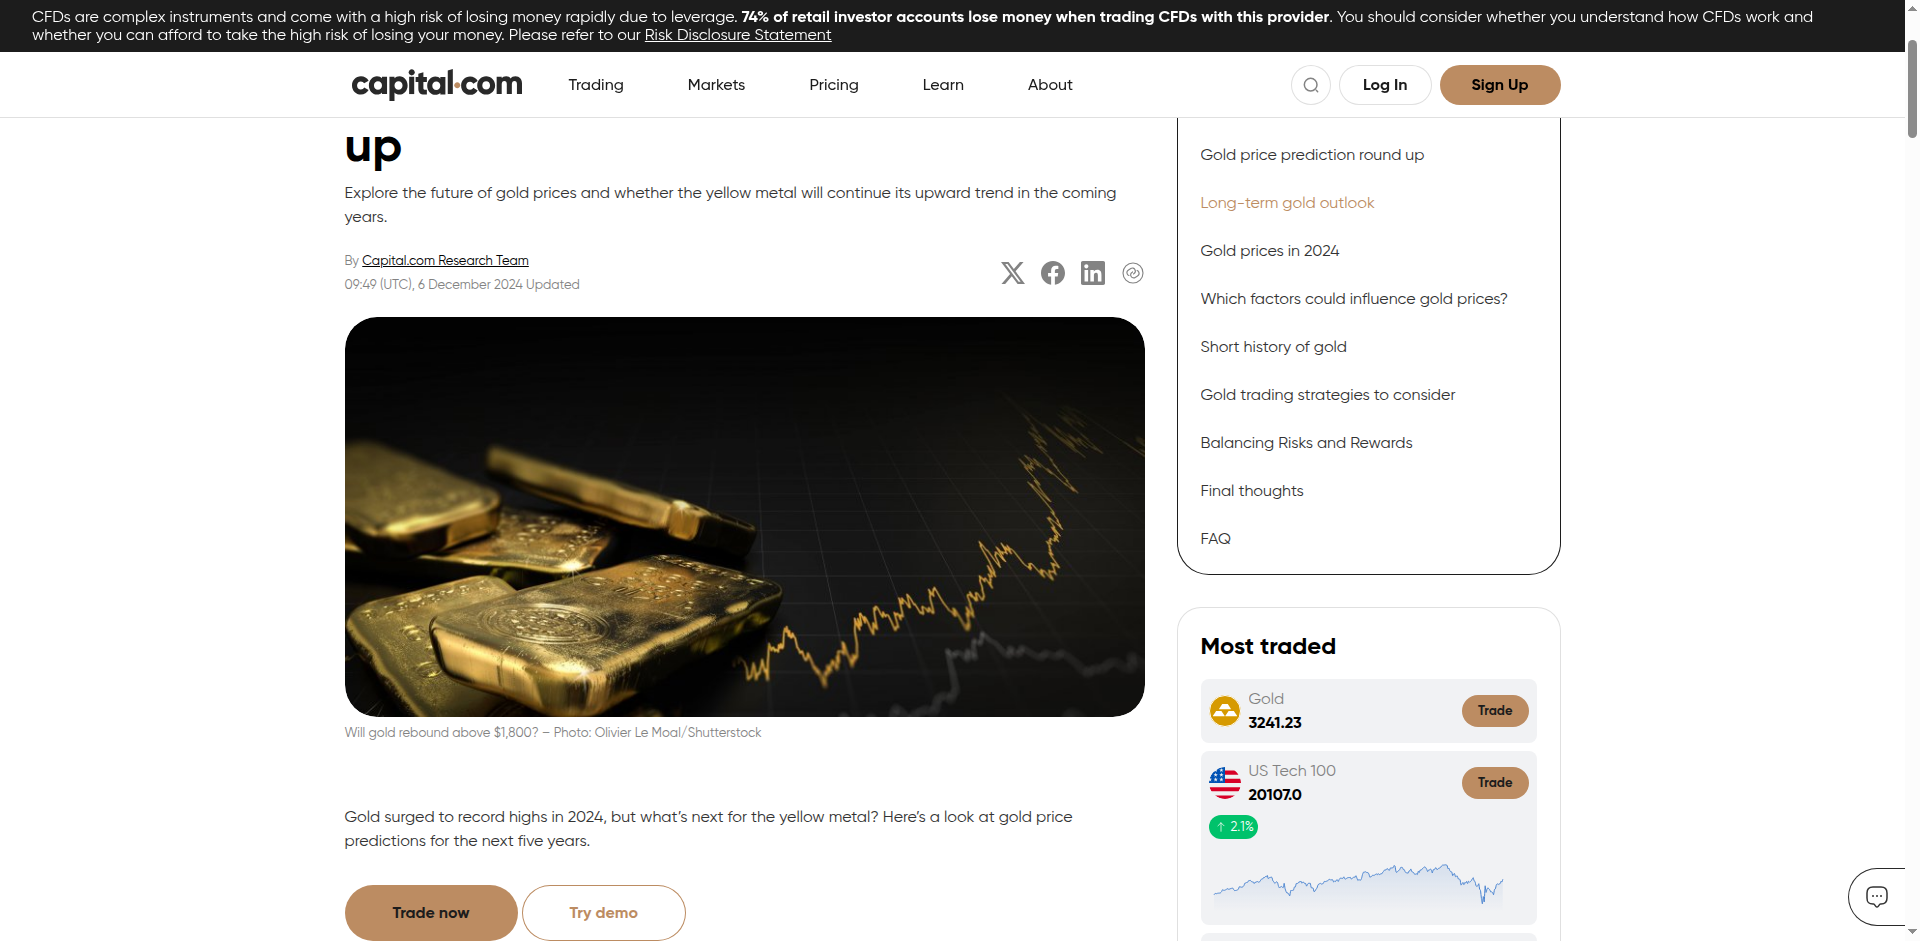 CFDs are complex instruments and come with a high risk of losing money rapidly due to leverage. 74% of retail investor accounts lose money when trading CFDs with this provider. You should consider whether you understand how CFDs work and
whether you can afford to take the high risk of losing your money. Please refer to our Risk Disclosure Statement
capital.com
Trading
Markets
Pricing
Learn
About
Log In
Sign Up
up
Explore the future of gold prices and whether the yellow metal will continue its upward trend in the coming
years.
By Capital.com Research Team
09:49 (UTC), 6 December 2024 Updated
Will gold rebound above $1,800? – Photo: Olivier Le Moal/Shutterstock
Gold surged to record highs in 2024, but what's next for the yellow metal? Here's a look at gold price
predictions for the next five years.
Trade now
Try demo
Gold price prediction round up
Long-term gold outlook
Gold prices in 2024
Which factors could influence gold prices?
Short history of gold
Gold trading strategies to consider
Balancing Risks and Rewards
Final thoughts
FAQ
Most traded
Gold
3241.23
Trade
US Tech 100
20107.0
Trade
↑ 2.1%